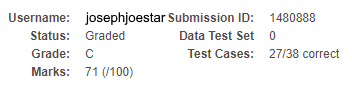 Username: josephjoestar Submission ID: 1480888
Status: Graded Data Test Set 0
Grade: C Test Cases: 27/38 correct
Marks: 71 (/100)